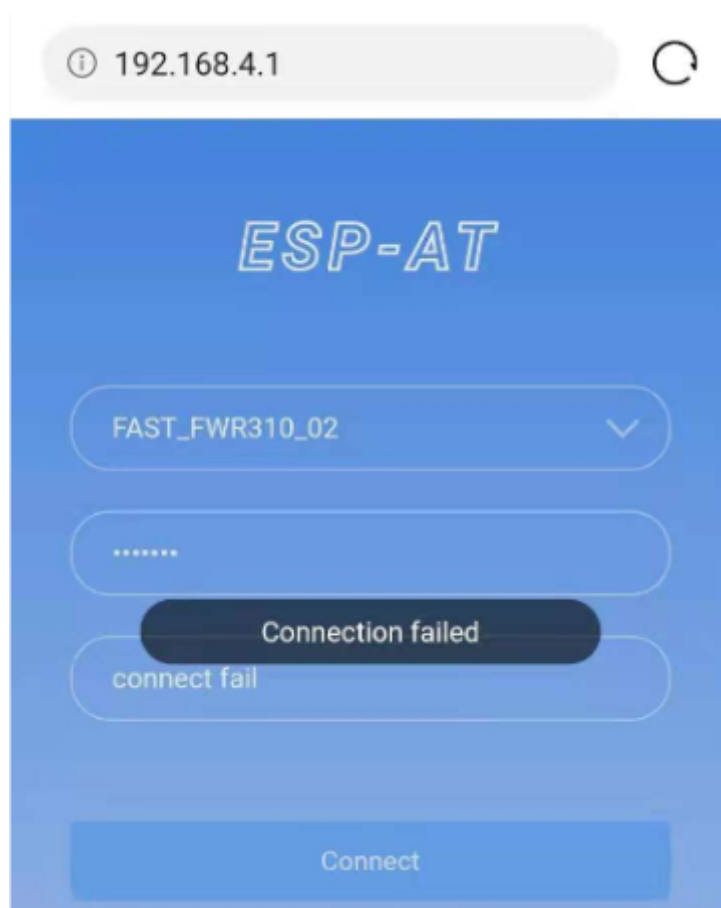 192.168.4.1
ESP-AT
FAST_FWR310_02
•••••••
Connection failed
connect fail
Connect